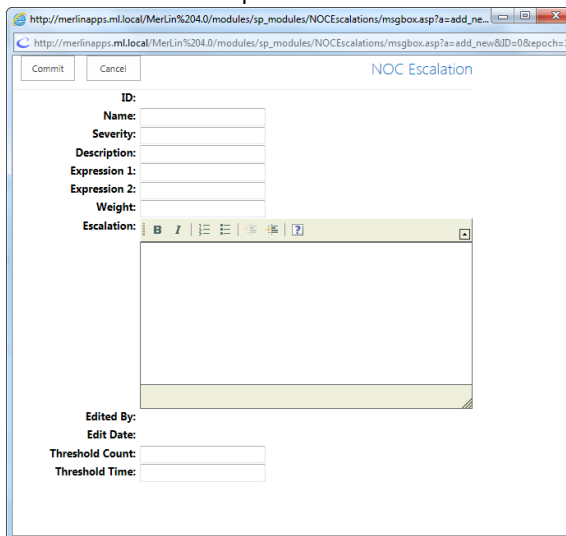 http://merlinapps.ml.local/MerLin%204.0/modules/sp_modules/NOCEscalations/msgbox.asp?a=add_ne...
http://merlinapps.ml.local/MerLin%204.0/modules/sp_modules/NOCEscalations/msgbox.asp?a=add_new&ID=0&epoch=
Commit Cancel NOC Escalation
ID:
Name:
Severity:
Description:
Expression 1:
Expression 2:
Weight:
Escalation:
B I
Edited By:
Edit Date:
Threshold Count:
Threshold Time: